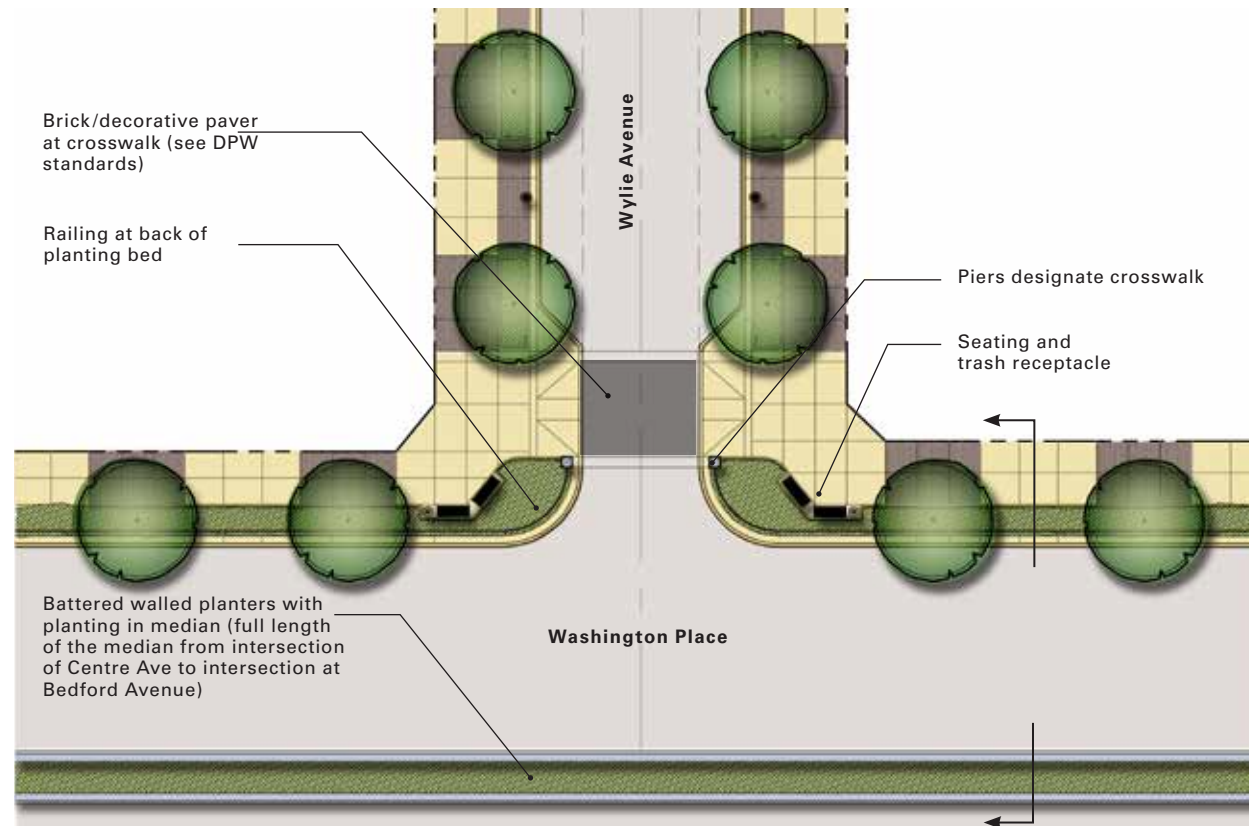 Brick/decorative paver
at crosswalk (see DPW
standards)
Railing at back of
planting bed
Wylie Avenue
Piers designate crosswalk
Seating and
trash receptacle
Battered walled planters with
planting in median (full length
of the median from intersection
of Centre Ave to intersection at
Bedford Avenue)
Washington Place